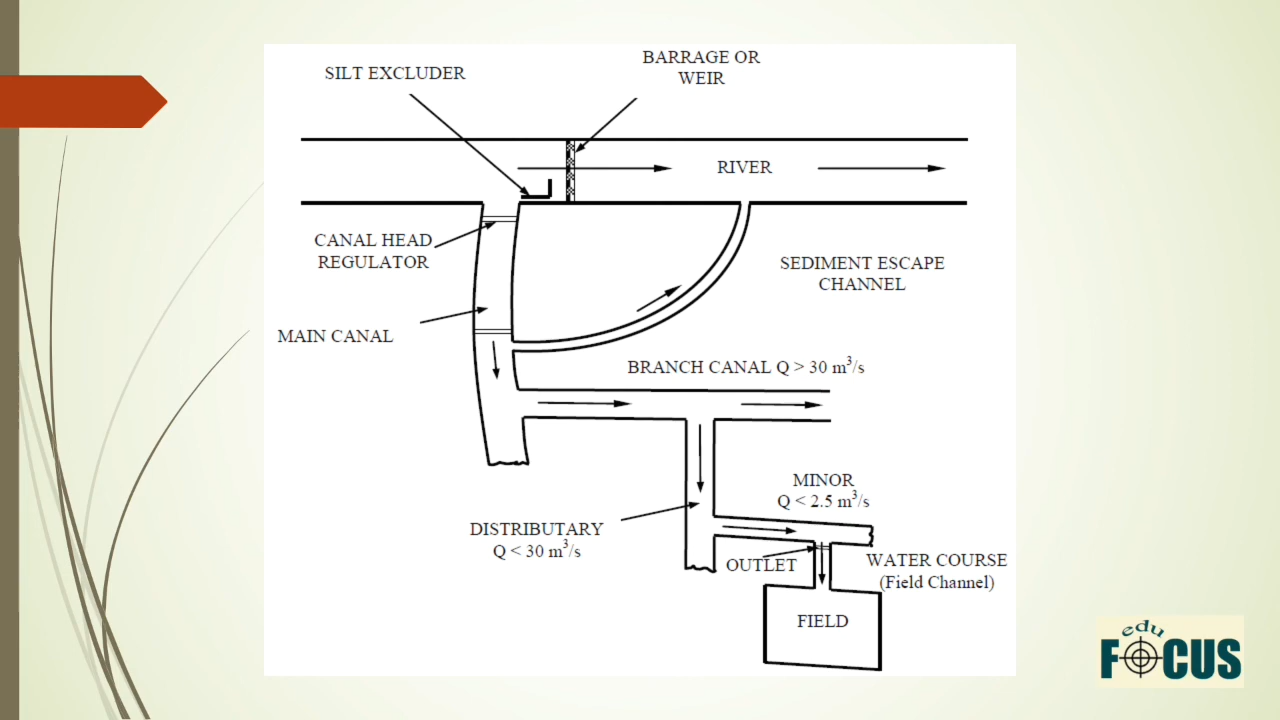 BARRAGE OR
WEIR
SILT EXCLUDER
RIVER
CANAL HEAD
REGULATOR
SEDIMENT ESCAPE
CHANNEL
MAIN CANAL
BRANCH CANAL Q > 30 m³/s
MINOR
Q < 2.5 m³/s
DISTRIBUTARY
Q < 30 m³/s
OUTLET
WATER COURSE
(Field Channel)
FIELD
edu
FOCUS